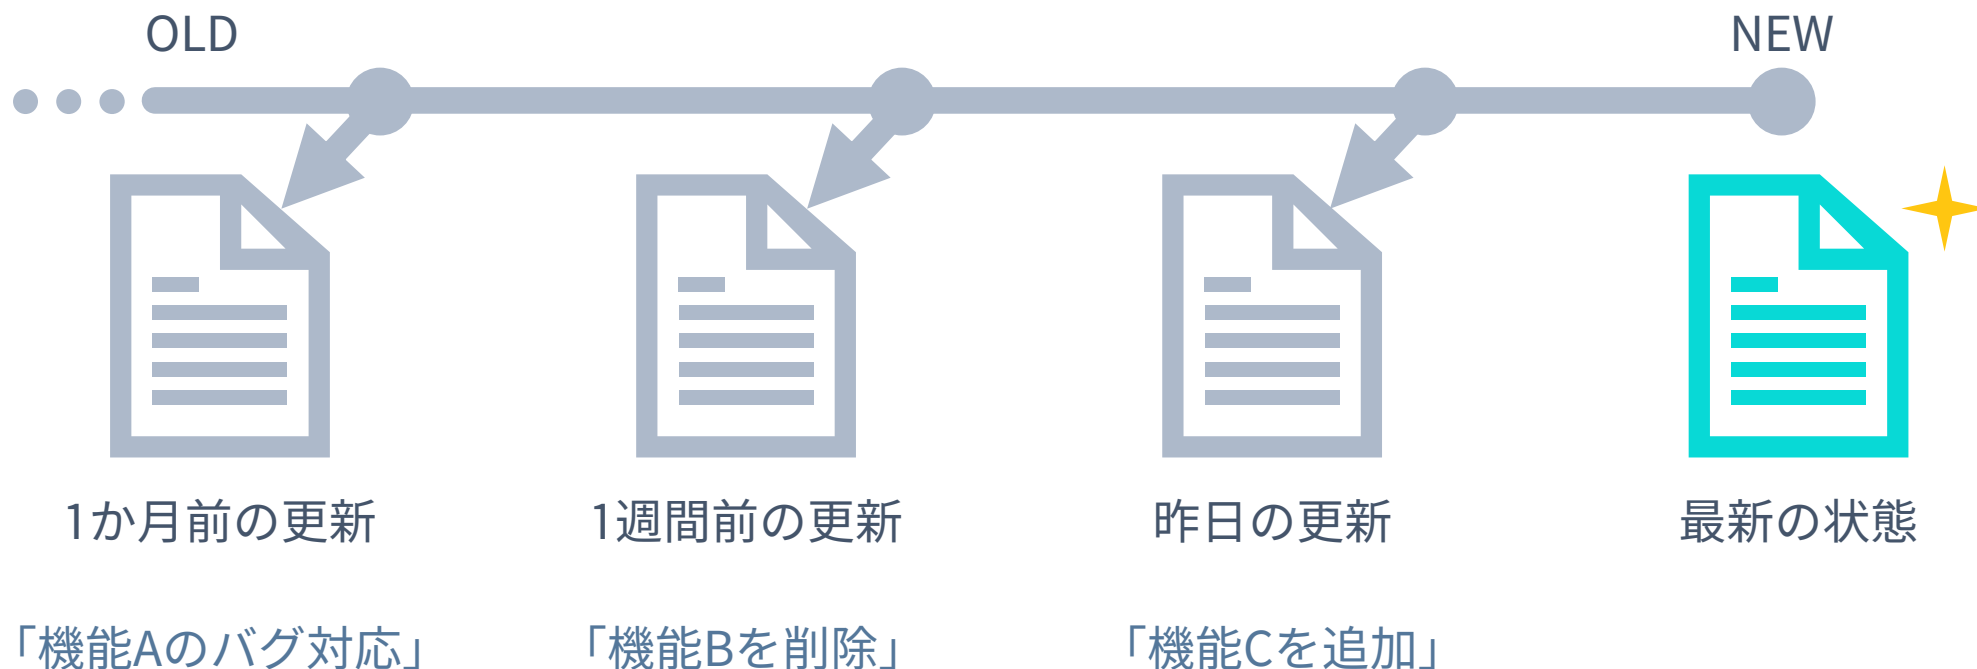 OLD
NEW
1か月前の更新
1週間前の更新
昨日の更新
最新の状態
「機能Aのバグ対応」
「機能Bを削除」
「機能Cを追加」